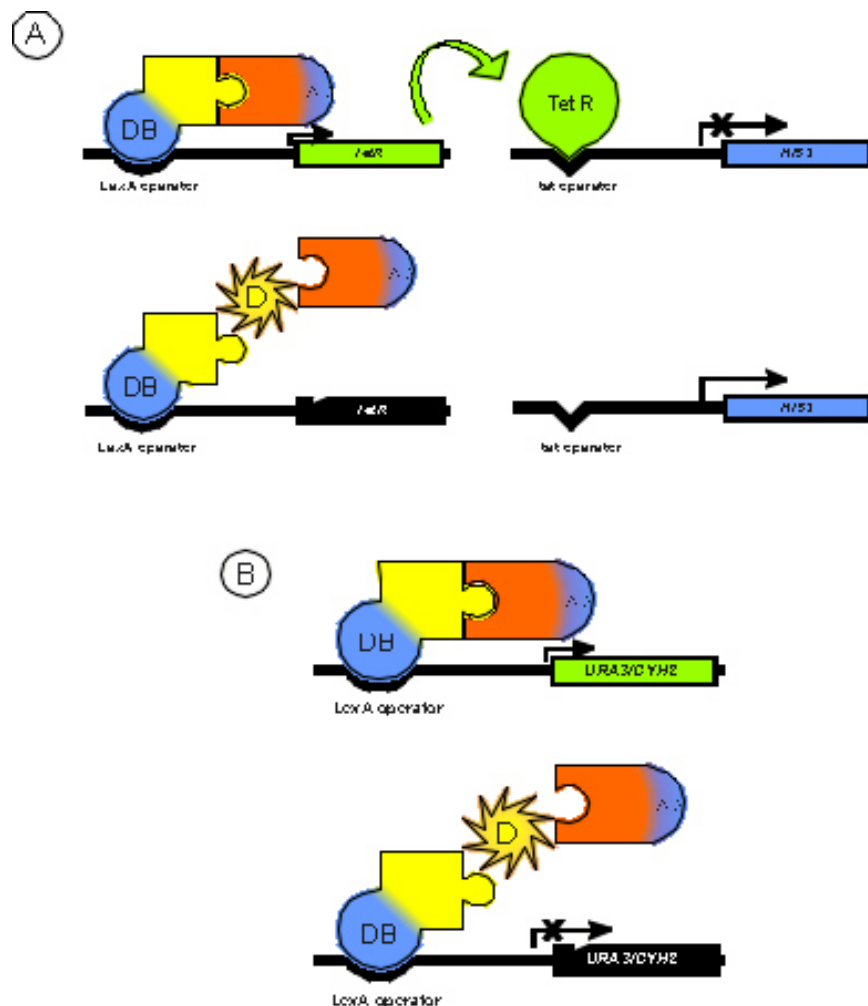 A
DB
A
Tet R
TetR
HIS3
LexA operator
tet operator
D
A
DB
TetR
HIS3
LexA operator
tet operator
B
DB
A
URA3/CYH2
LexA operator
D
A
DB
URA3/CYH2
LexA operator